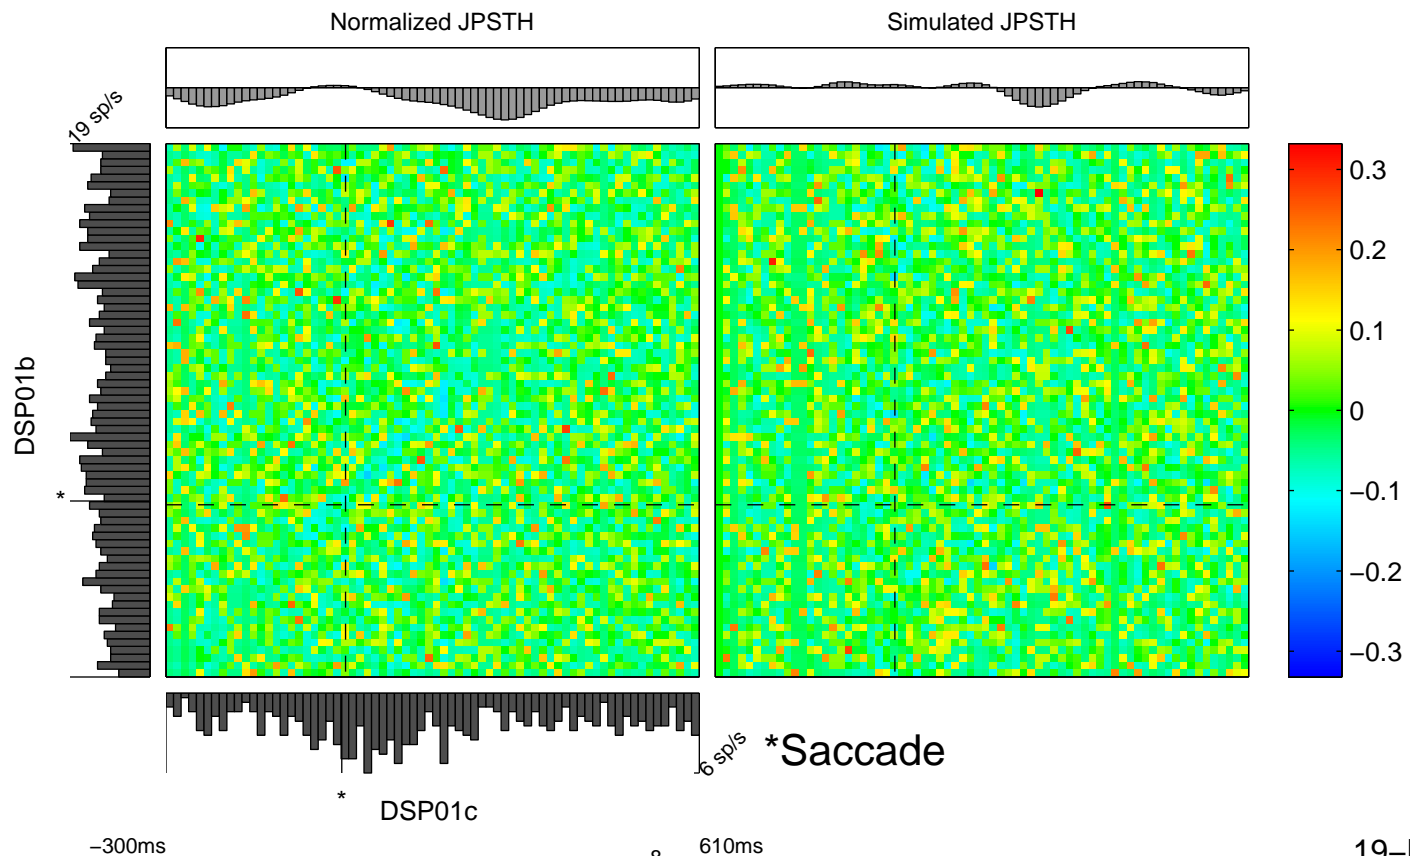 Normalized JPSTH
Simulated JPSTH
19 sp/s
DSP01b
*
0.3
0.2
0.1
0
−0.1
−0.2
−0.3
6 sp/s
*Saccade
*
DSP01c
−300ms
610ms